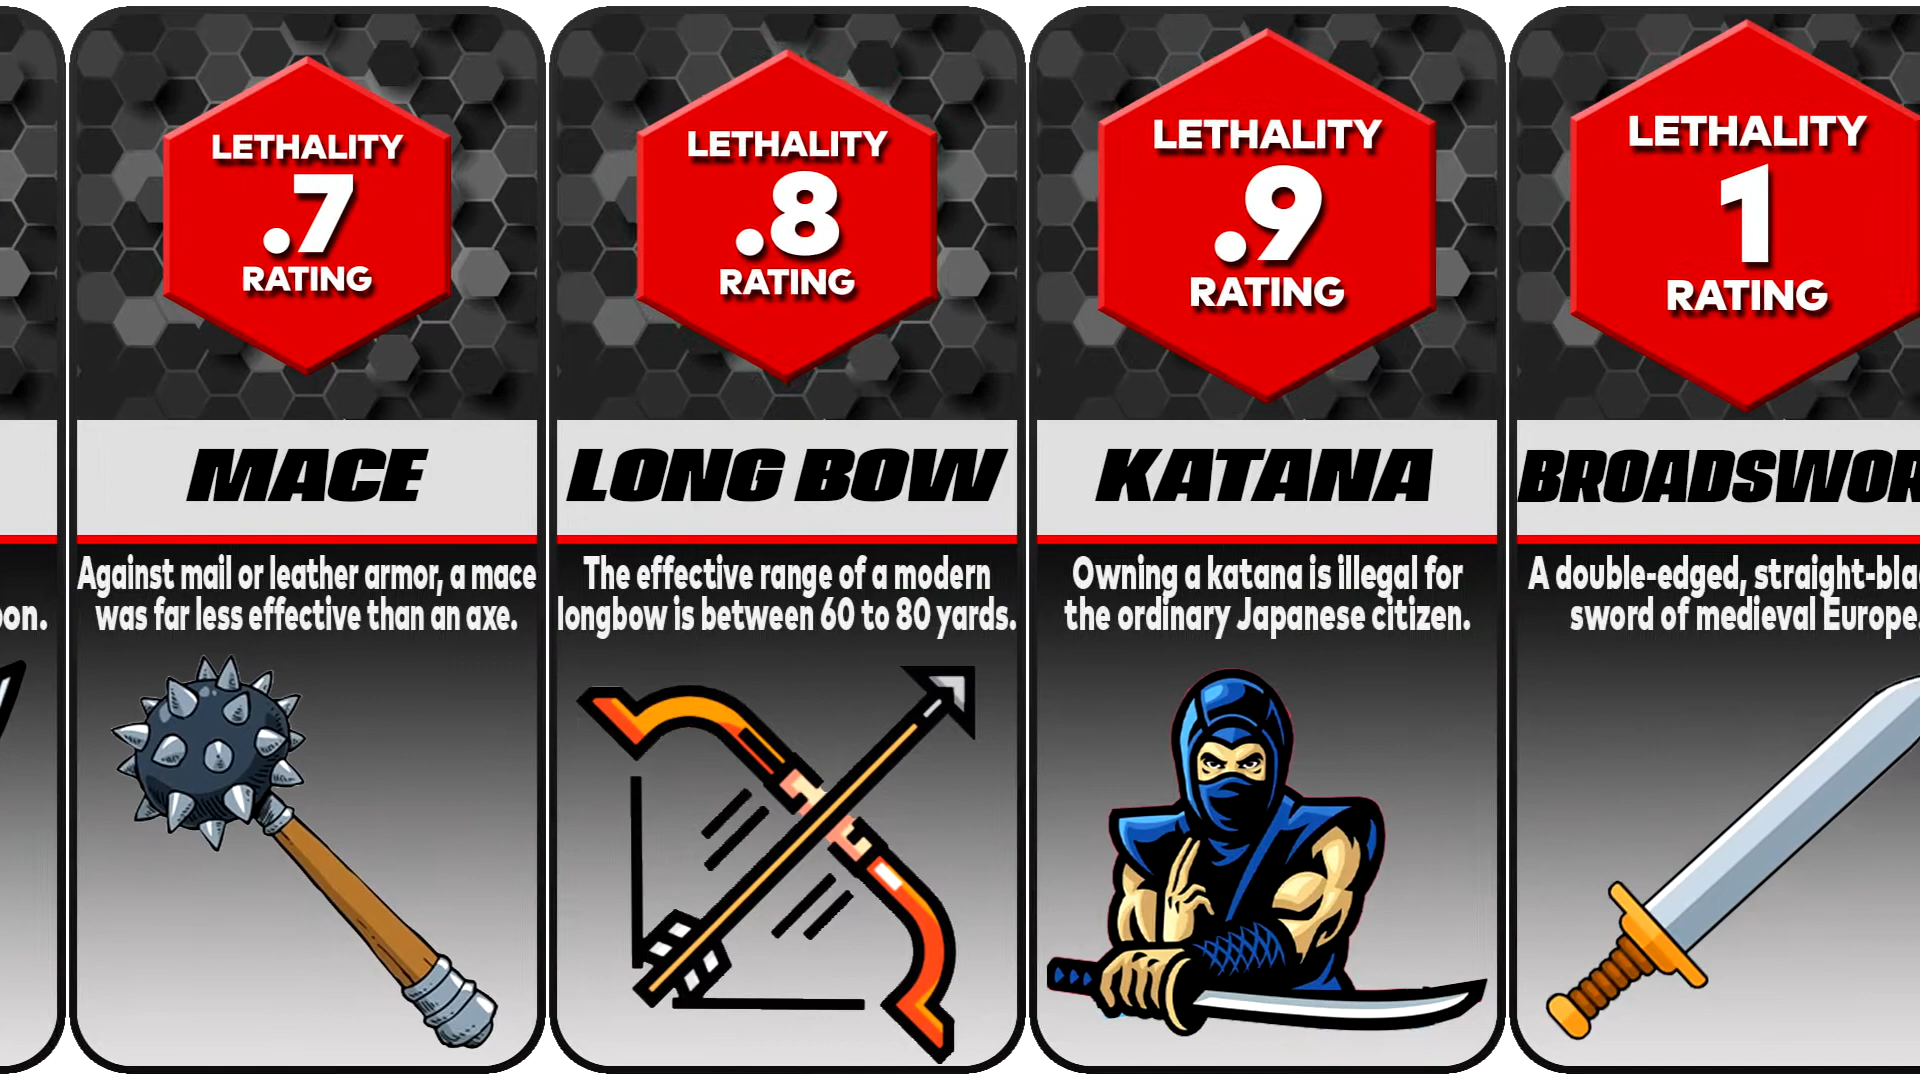 oon.
LETHALITY
.7
RATING
MACE
Against mail or leather armor, a mace
was far less effective than an axe.
LETHALITY
.8
RATING
LONG BOW
The effective range of a modern
longbow is between 60 to 80 yards.
LETHALITY
.9
RATING
KATANA
Owning a katana is illegal for
the ordinary Japanese citizen.
LETHALITY
1
RATING
BROADSWOR
A double-edged, straight-bla
sword of medieval Europe.